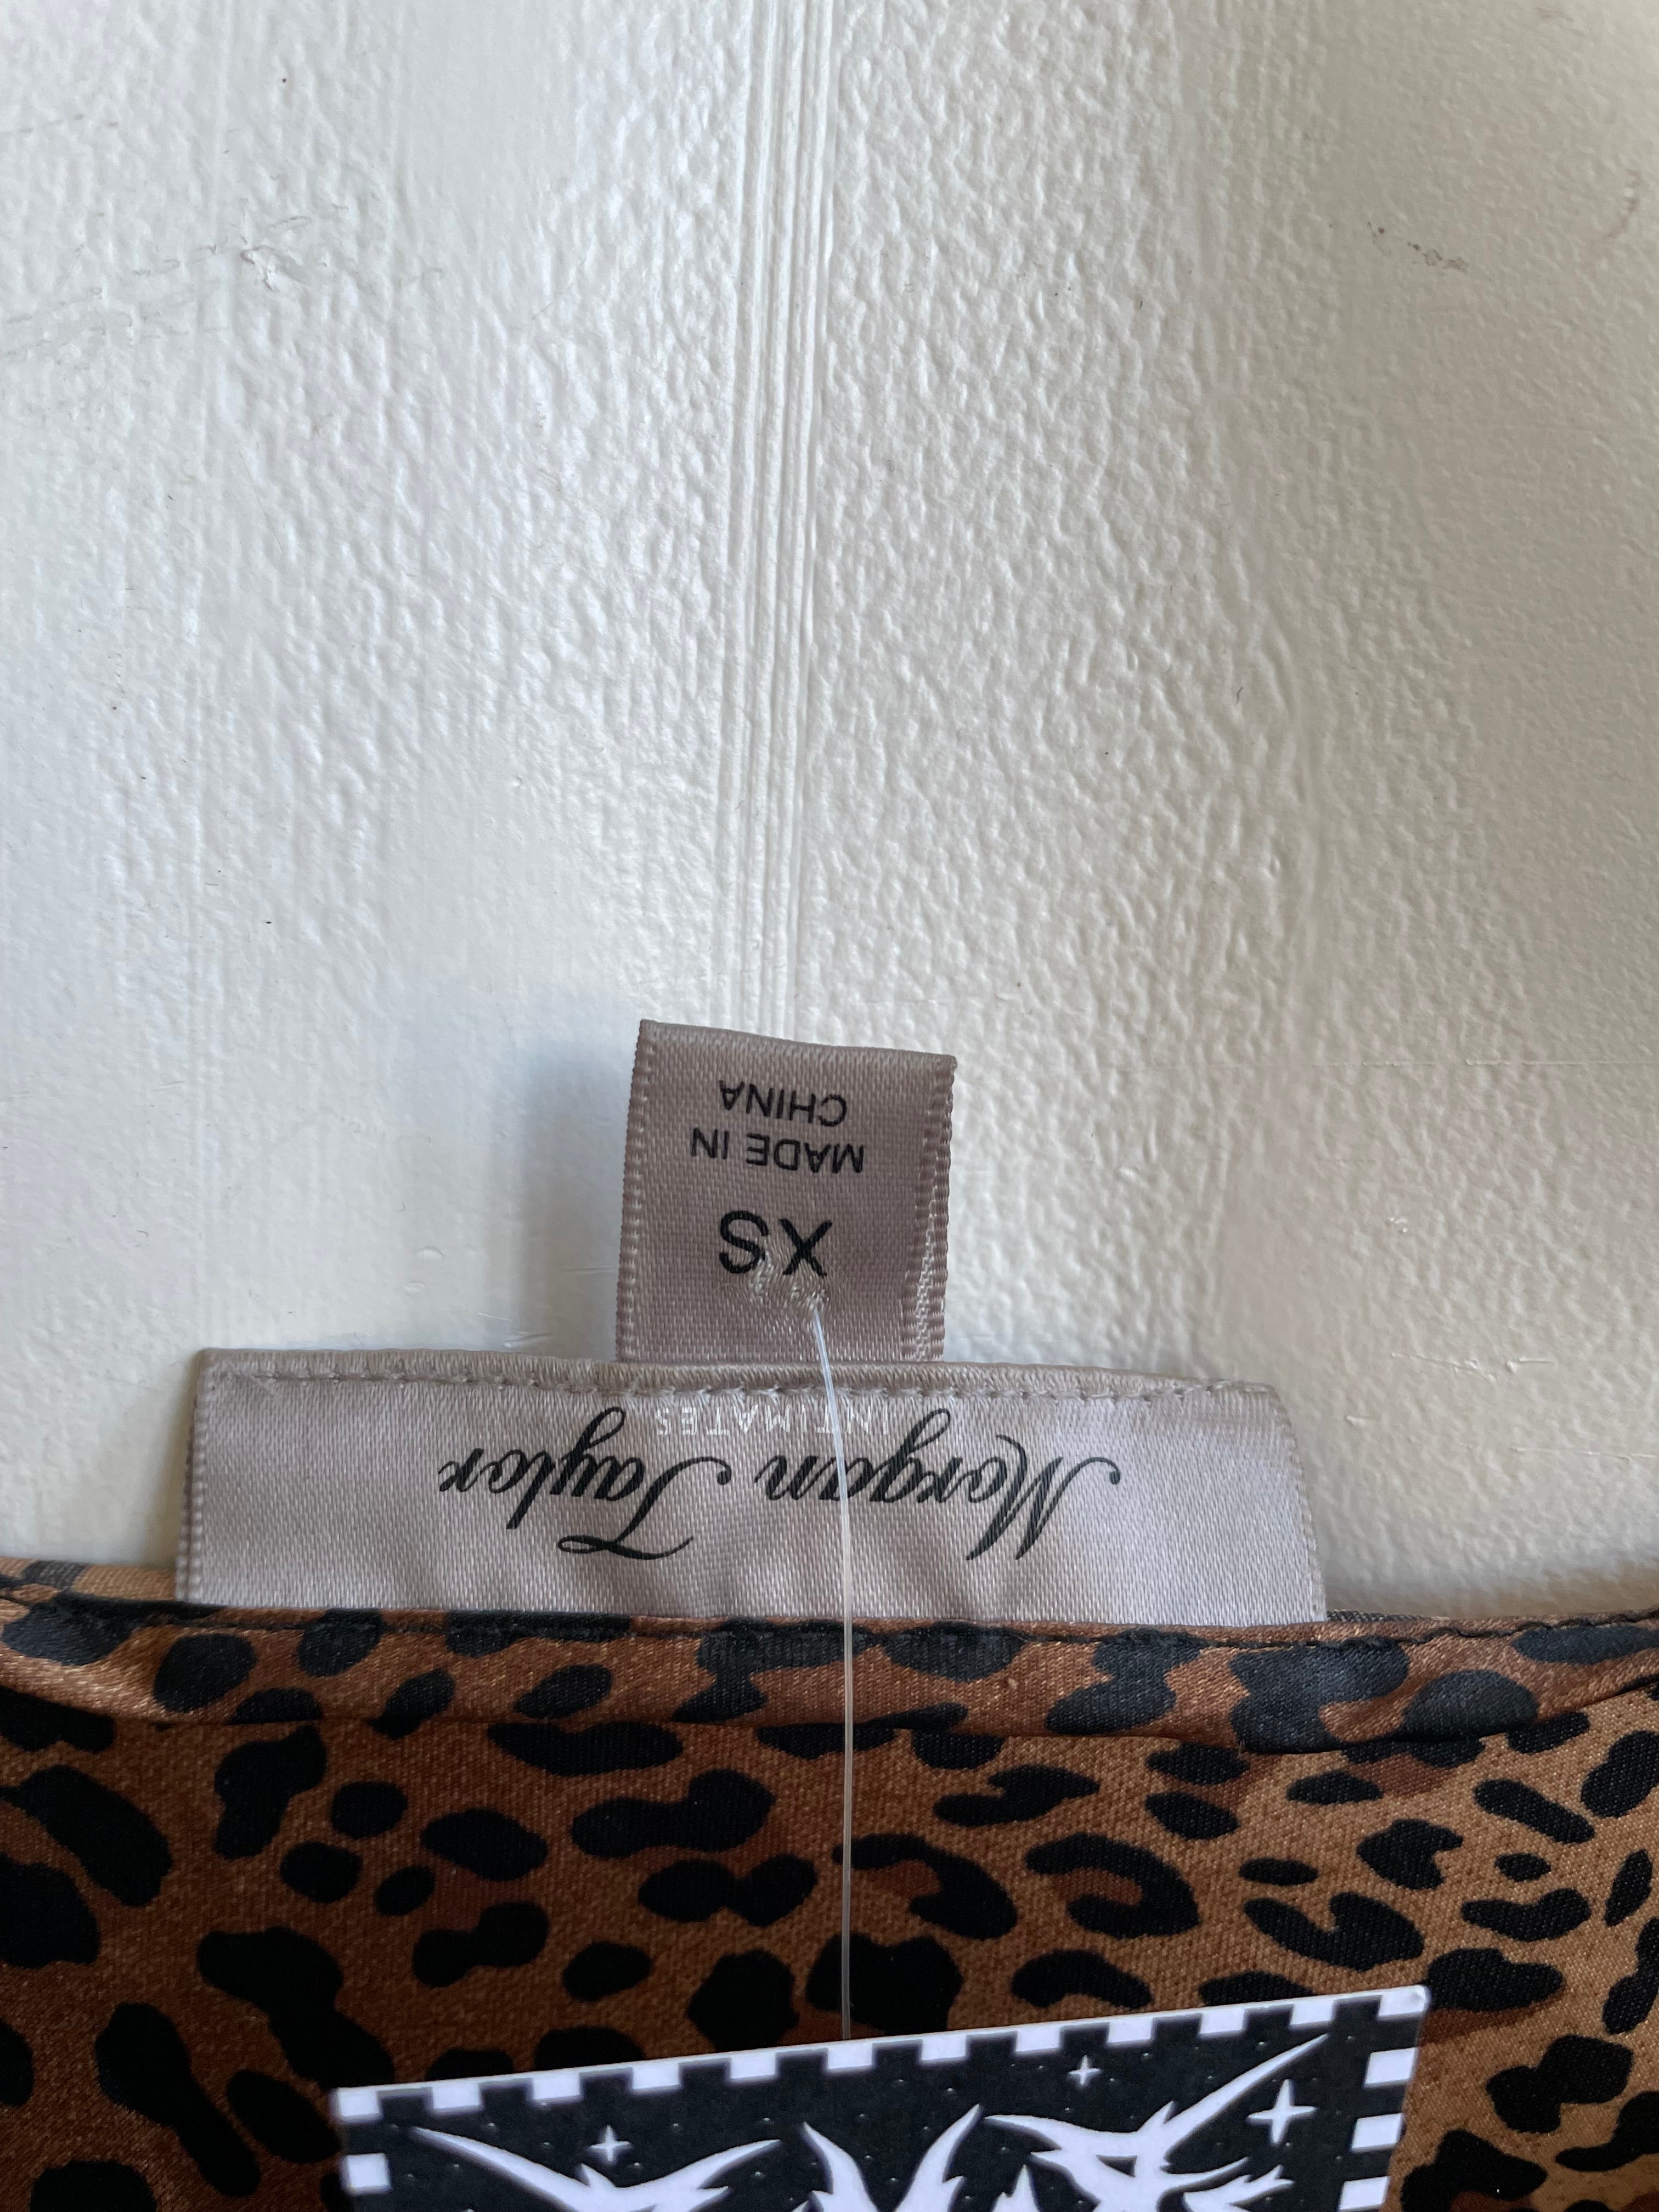 Morgan Taylor
INTIMATES
XS
MADE IN
CHINA